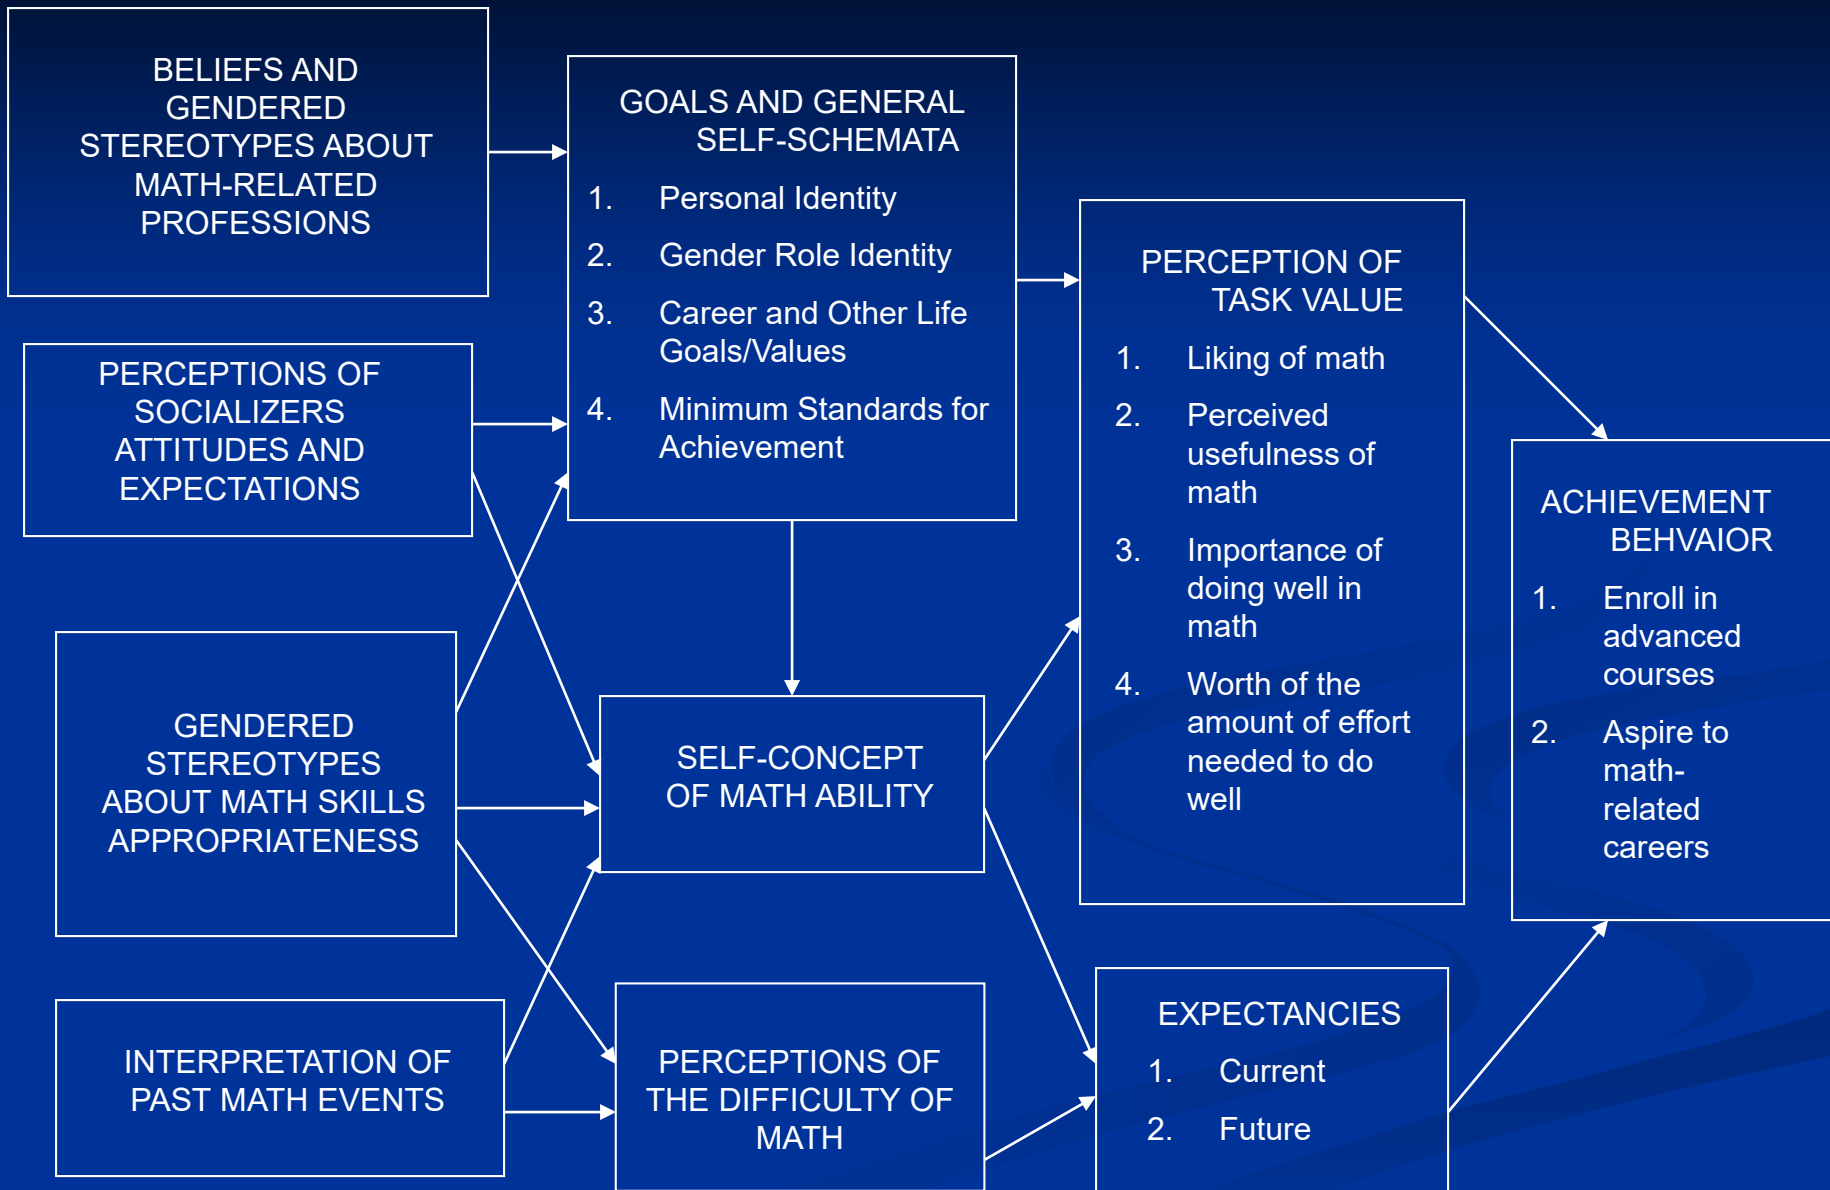 BELIEFS AND
GENDERED
STEREOTYPES ABOUT
MATH-RELATED
PROFESSIONS
PERCEPTIONS OF
SOCIALIZERS
ATTITUDES AND
EXPECTATIONS
GENDERED
STEREOTYPES
ABOUT MATH SKILLS
APPROPRIATENESS
INTERPRETATION OF
PAST MATH EVENTS
GOALS AND GENERAL
SELF-SCHEMATA
1. Personal Identity
2. Gender Role Identity
3. Career and Other Life
Goals/Values
4. Minimum Standards for
Achievement
SELF-CONCEPT
OF MATH ABILITY
PERCEPTIONS OF
THE DIFFICULTY OF
MATH
PERCEPTION OF
TASK VALUE
1. Liking of math
2. Perceived
usefulness of
math
3. Importance of
doing well in
math
4. Worth of the
amount of effort
needed to do
well
EXPECTANCIES
1. Current
2. Future
ACHIEVEMENT
BEHVAIOR
1. Enroll in
advanced
courses
2. Aspire to
math-
related
careers